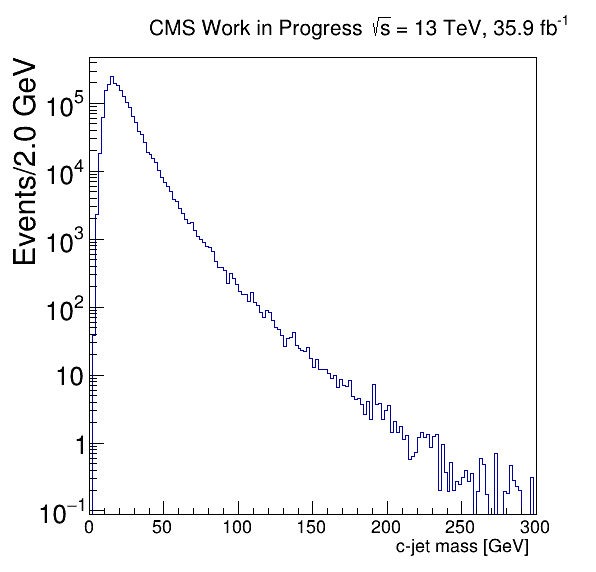 CMS Work in Progress √s = 13 TeV, 35.9 fb⁻¹
Events/2.0 GeV
10⁵
10⁴
10³
10²
10
1
10⁻¹
0 50 100 150 200 250 300
c-jet mass [GeV]